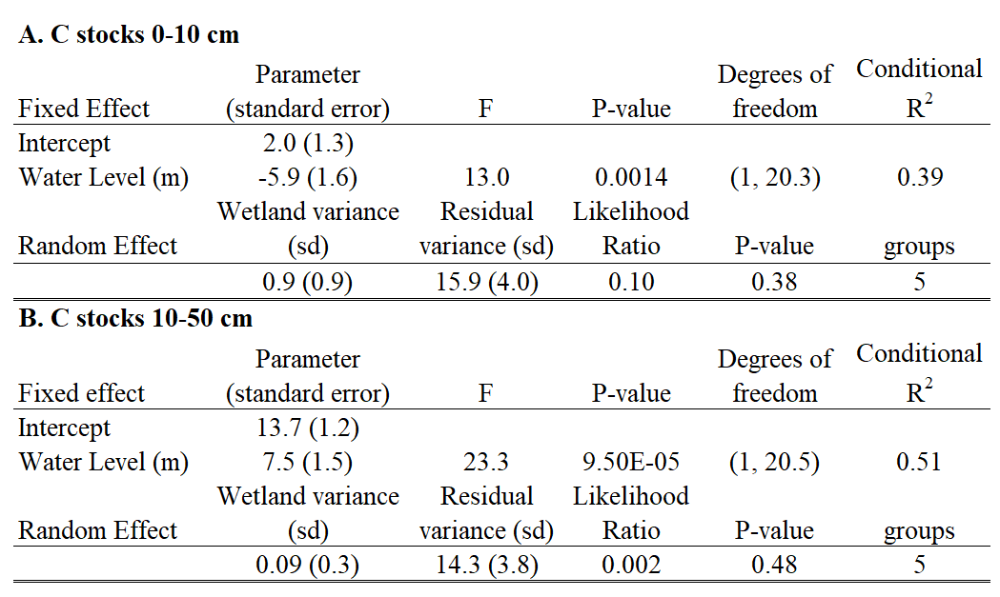 A. C stocks 0-10 cm
Parameter Degrees of Conditional
Fixed Effect (standard error) F P-value freedom R²
Intercept 2.0 (1.3)
Water Level (m) -5.9 (1.6) 13.0 0.0014 (1, 20.3) 0.39
Wetland variance Residual Likelihood
Random Effect (sd) variance (sd) Ratio P-value groups
0.9 (0.9) 15.9 (4.0) 0.10 0.38 5
B. C stocks 10-50 cm
Parameter Degrees of Conditional
Fixed effect (standard error) F P-value freedom R²
Intercept 13.7 (1.2)
Water Level (m) 7.5 (1.5) 23.3 9.50E-05 (1, 20.5) 0.51
Wetland variance Residual Likelihood
Random Effect (sd) variance (sd) Ratio P-value groups
0.09 (0.3) 14.3 (3.8) 0.002 0.48 5